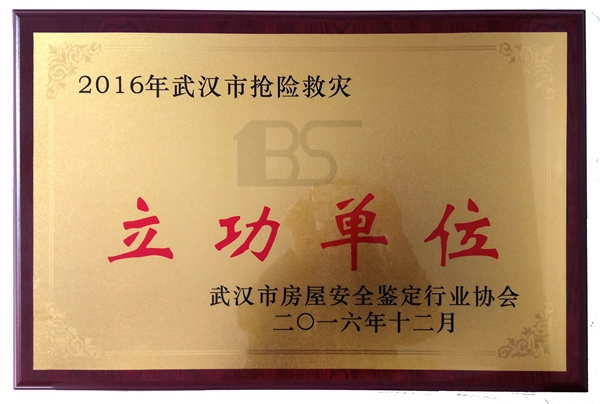 2016年武汉市抢险救灾
BS
立功单位
武汉市房屋安全鉴定行业协会
二〇一六年十二月